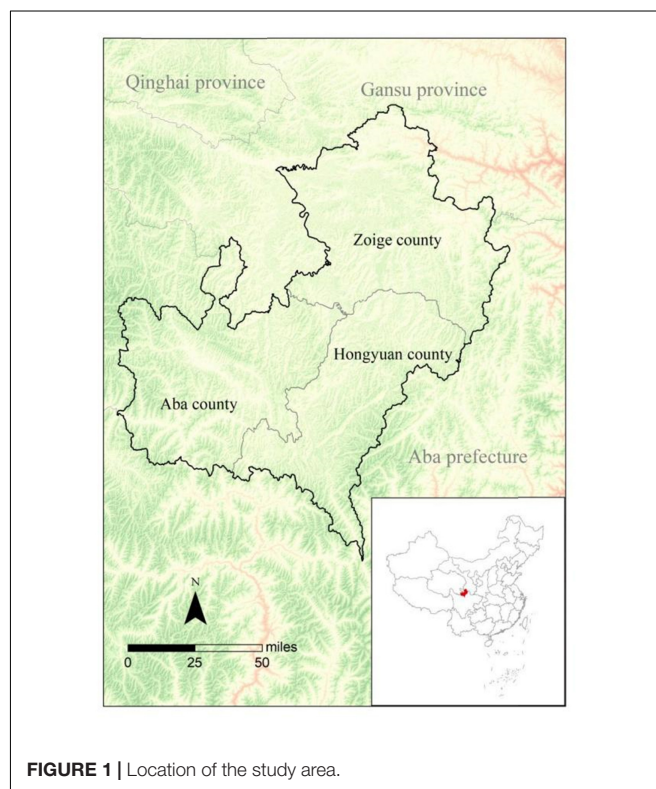 Qinghai province
Gansu province
Zoige county
Hongyuan county
Aba county
Aba prefecture
N
miles
0 25 50
FIGURE 1 | Location of the study area.